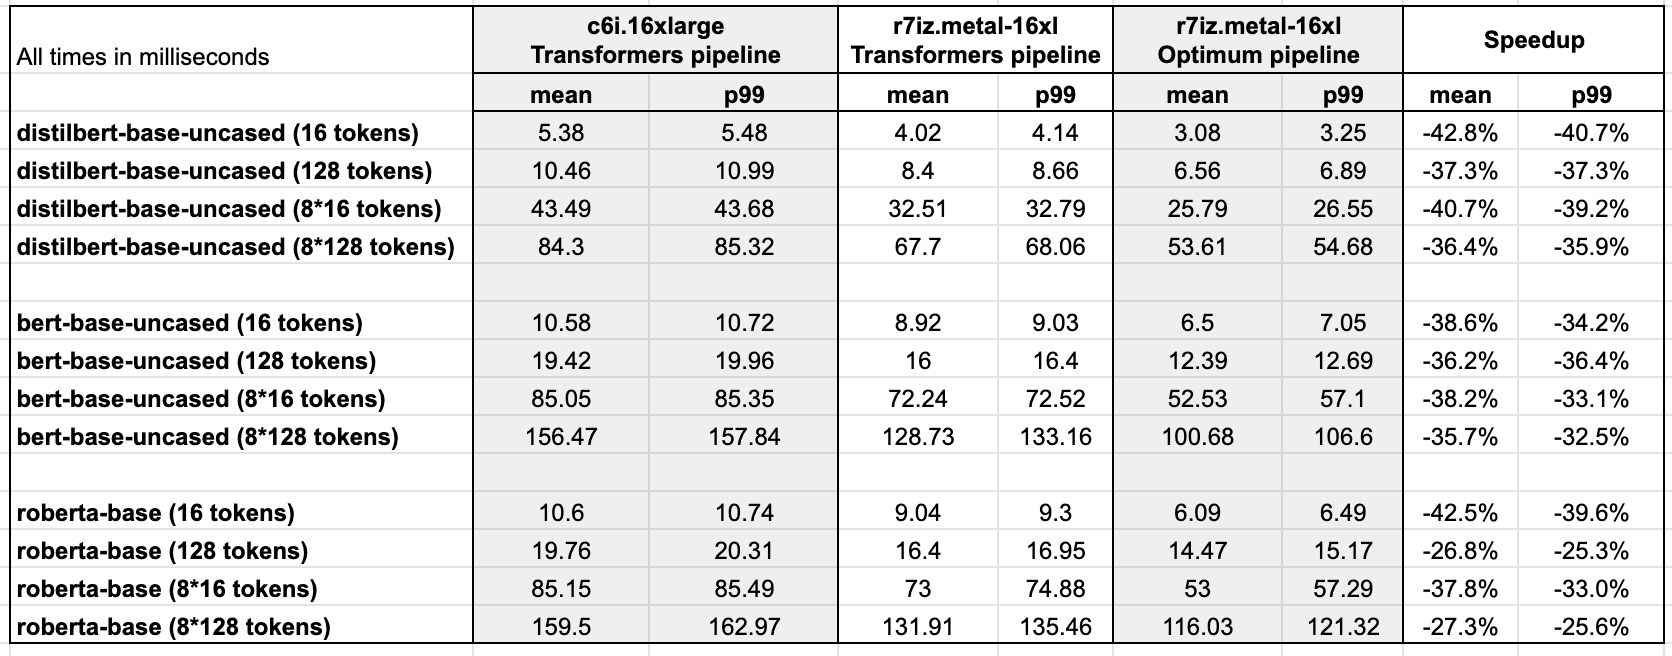 c6i.16xlarge r7iz.metal-16xl r7iz.metal-16xl
All times in milliseconds Transformers pipeline Transformers pipeline Optimum pipeline Speedup
mean p99 mean p99 mean p99 mean p99
distilbert-base-uncased (16 tokens) 5.38 5.48 4.02 4.14 3.08 3.25 -42.8% -40.7%
distilbert-base-uncased (128 tokens) 10.46 10.99 8.4 8.66 6.56 6.89 -37.3% -37.3%
distilbert-base-uncased (8*16 tokens) 43.49 43.68 32.51 32.79 25.79 26.55 -40.7% -39.2%
distilbert-base-uncased (8*128 tokens) 84.3 85.32 67.7 68.06 53.61 54.68 -36.4% -35.9%
bert-base-uncased (16 tokens) 10.58 10.72 8.92 9.03 6.5 7.05 -38.6% -34.2%
bert-base-uncased (128 tokens) 19.42 19.96 16 16.4 12.39 12.69 -36.2% -36.4%
bert-base-uncased (8*16 tokens) 85.05 85.35 72.24 72.52 52.53 57.1 -38.2% -33.1%
bert-base-uncased (8*128 tokens) 156.47 157.84 128.73 133.16 100.68 106.6 -35.7% -32.5%
roberta-base (16 tokens) 10.6 10.74 9.04 9.3 6.09 6.49 -42.5% -39.6%
roberta-base (128 tokens) 19.76 20.31 16.4 16.95 14.47 15.17 -26.8% -25.3%
roberta-base (8*16 tokens) 85.15 85.49 73 74.88 53 57.29 -37.8% -33.0%
roberta-base (8*128 tokens) 159.5 162.97 131.91 135.46 116.03 121.32 -27.3% -25.6%